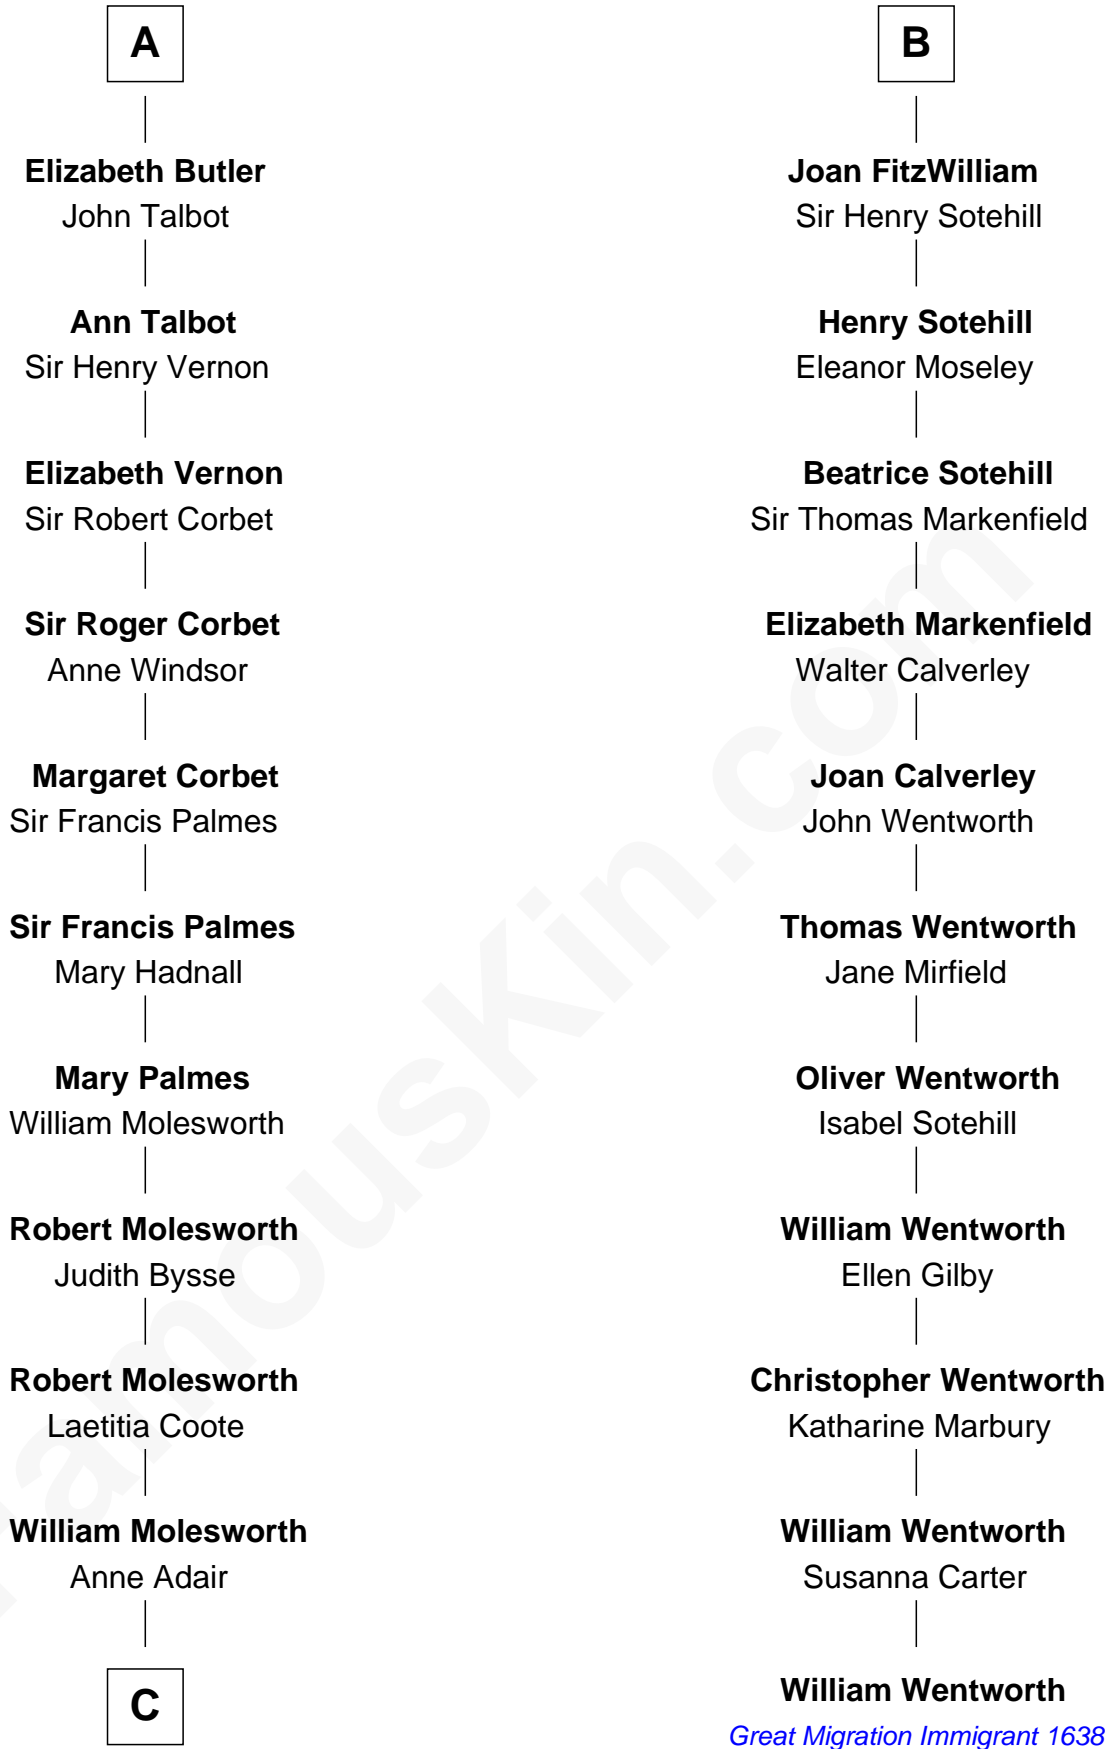 A
Elizabeth Butler
John Talbot
Ann Talbot
Sir Henry Vernon
Elizabeth Vernon
Sir Robert Corbet
Sir Roger Corbet
Anne Windsor
Margaret Corbet
Sir Francis Palmes
Sir Francis Palmes
Mary Hadnall
Mary Palmes
William Molesworth
Robert Molesworth
Judith Bysse
Robert Molesworth
Laetitia Coote
William Molesworth
Anne Adair
C
B
Joan FitzWilliam
Sir Henry Sotehill
Henry Sotehill
Eleanor Moseley
Beatrice Sotehill
Sir Thomas Markenfield
Elizabeth Markenfield
Walter Calverley
Joan Calverley
John Wentworth
Thomas Wentworth
Jane Mirfield
Oliver Wentworth
Isabel Sotehill
William Wentworth
Ellen Gilby
Christopher Wentworth
Katharine Marbury
William Wentworth
Susanna Carter
William Wentworth
Great Migration Immigrant 1638
FamousKin.com